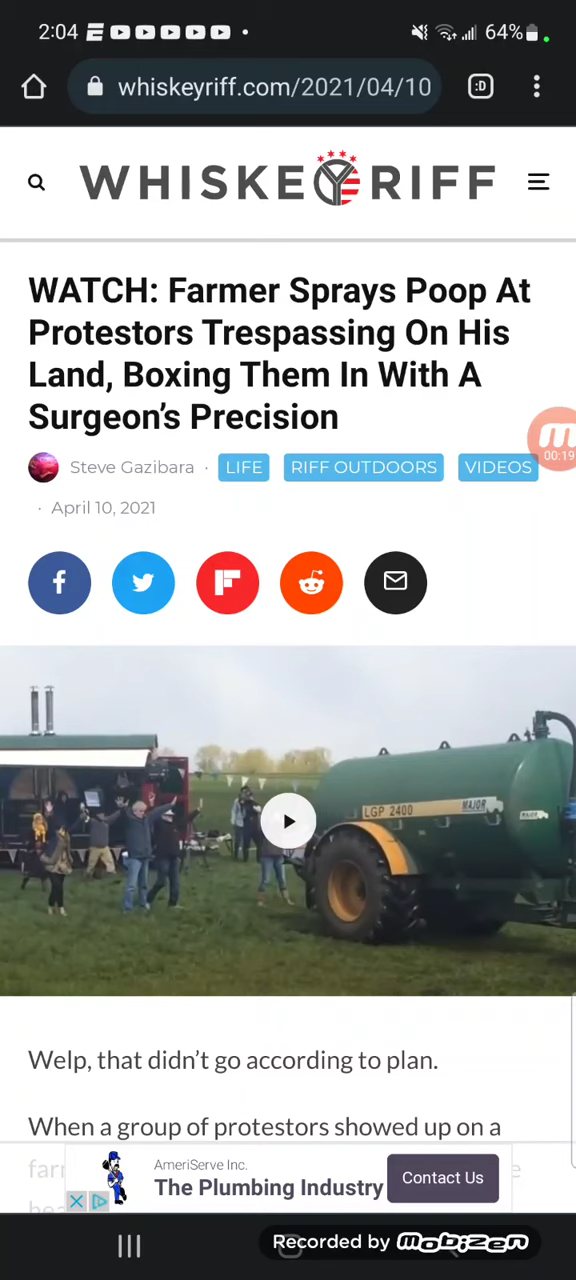 2:04 64%
whiskeyriff.com/2021/04/10 :D
WHISKEY RIFF
WATCH: Farmer Sprays Poop At
Protestors Trespassing On His
Land, Boxing Them In With A
Surgeon's Precision
Steve Gazibara · LIFE RIFF OUTDOORS VIDEOS
00:19
· April 10, 2021
LGP 2400 MAJOR
Welp, that didn't go according to plan.
When a group of protestors showed up on a
AmeriServe Inc.
The Plumbing Industry
Contact Us
Recorded by mobizen